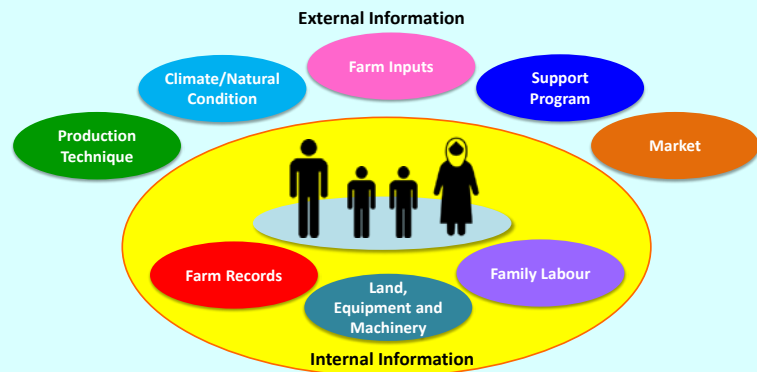 External Information
Farm Inputs
Climate/Natural
Condition
Support
Program
Production
Technique
Market
Farm Records
Family Labour
Land,
Equipment and
Machinery
Internal Information